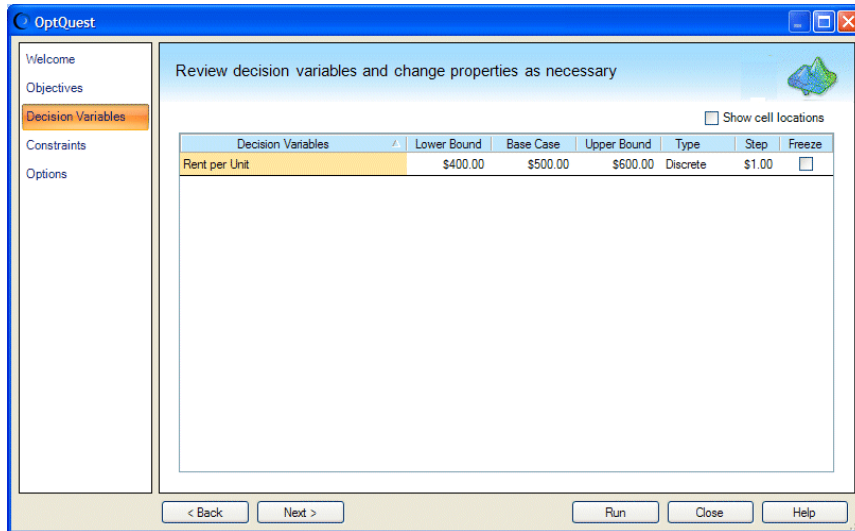 OptQuest
Welcome
Objectives
Decision Variables
Constraints
Options
Review decision variables and change properties as necessary
Show cell locations
Decision Variables Lower Bound Base Case Upper Bound Type Step Freeze
Rent per Unit $400.00 $500.00 $600.00 Discrete $1.00
< Back Next > Run Close Help